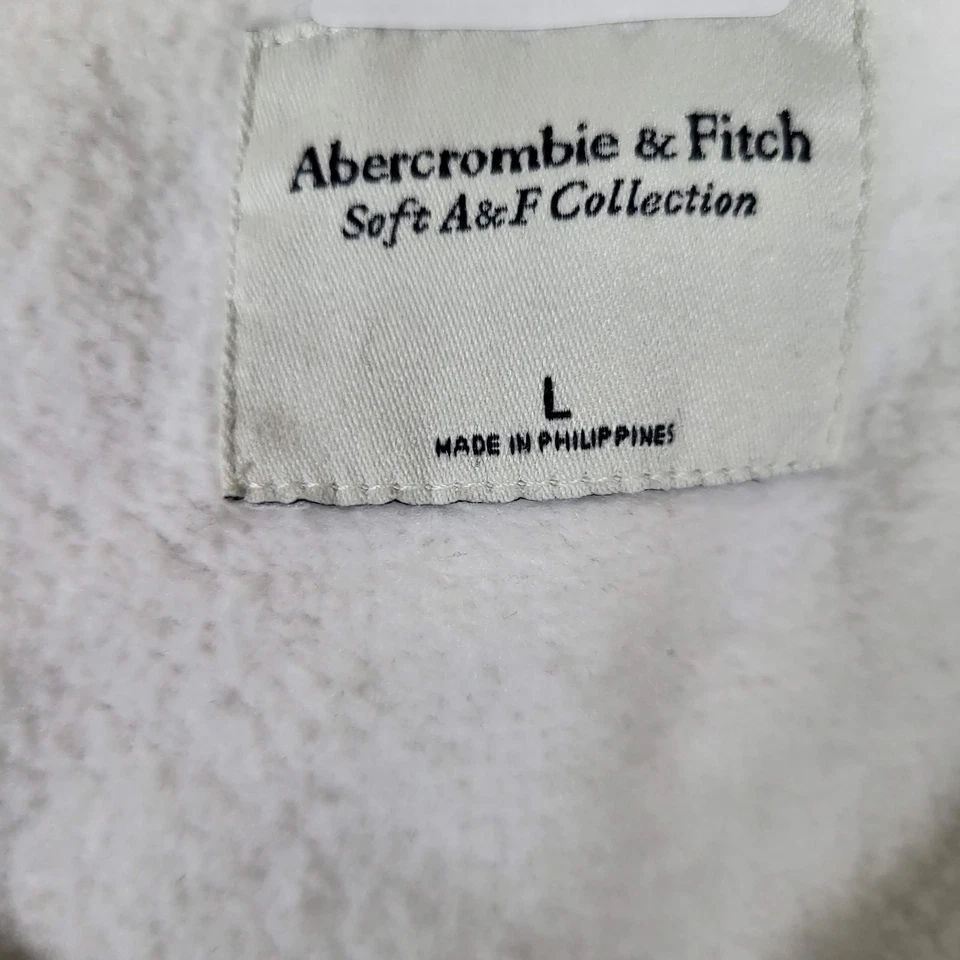 Abercrombie & Fitch
Soft A&F Collection
L
MADE IN PHILIPPINES